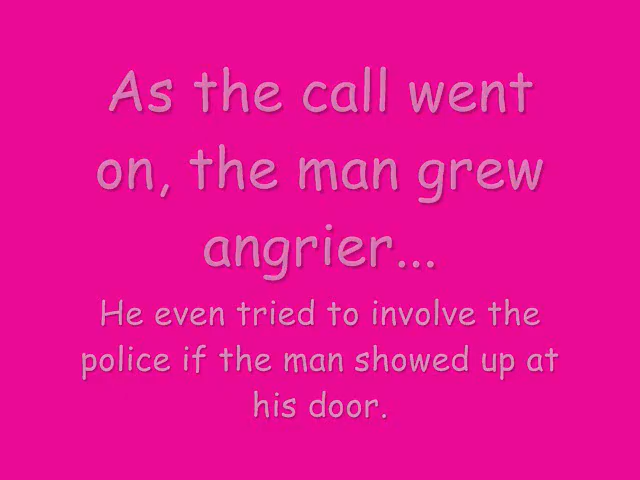 As the call went
on, the man grew
angrier...
He even tried to involve the
police if the man showed up at
his door.